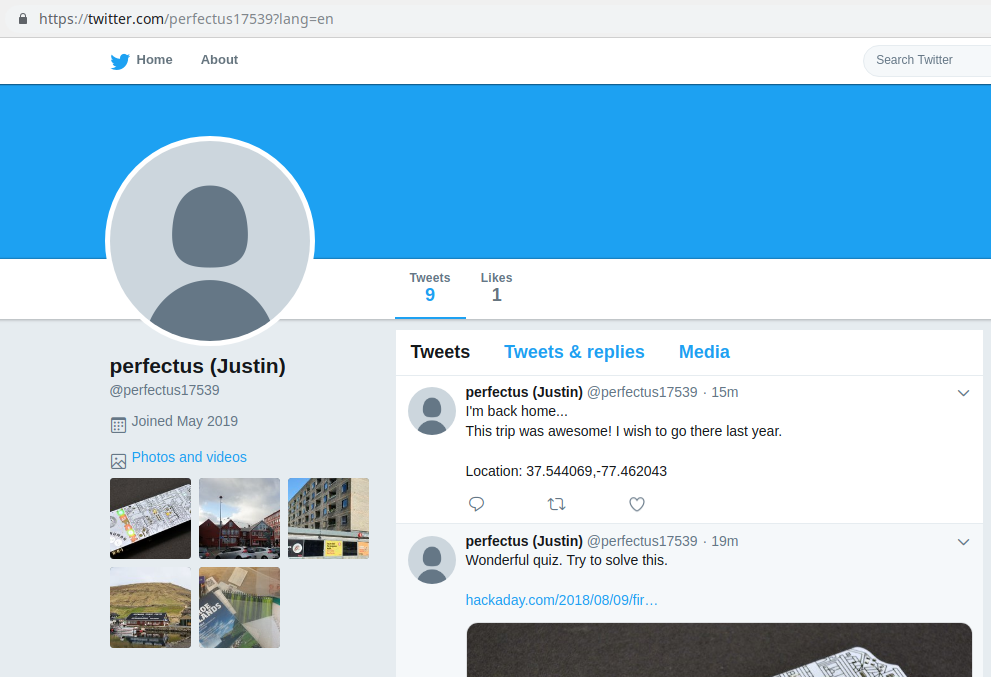 https://twitter.com/perfectus17539?lang=en
Home About Search Twitter
Tweets Likes
9 1
perfectus (Justin)
@perfectus17539
Joined May 2019
Photos and videos
Tweets Tweets & replies Media
perfectus (Justin) @perfectus17539 · 15m
I'm back home...
This trip was awesome! I wish to go there last year.
Location: 37.544069,-77.462043
perfectus (Justin) @perfectus17539 · 19m
Wonderful quiz. Try to solve this.
hackaday.com/2018/08/09/fir…